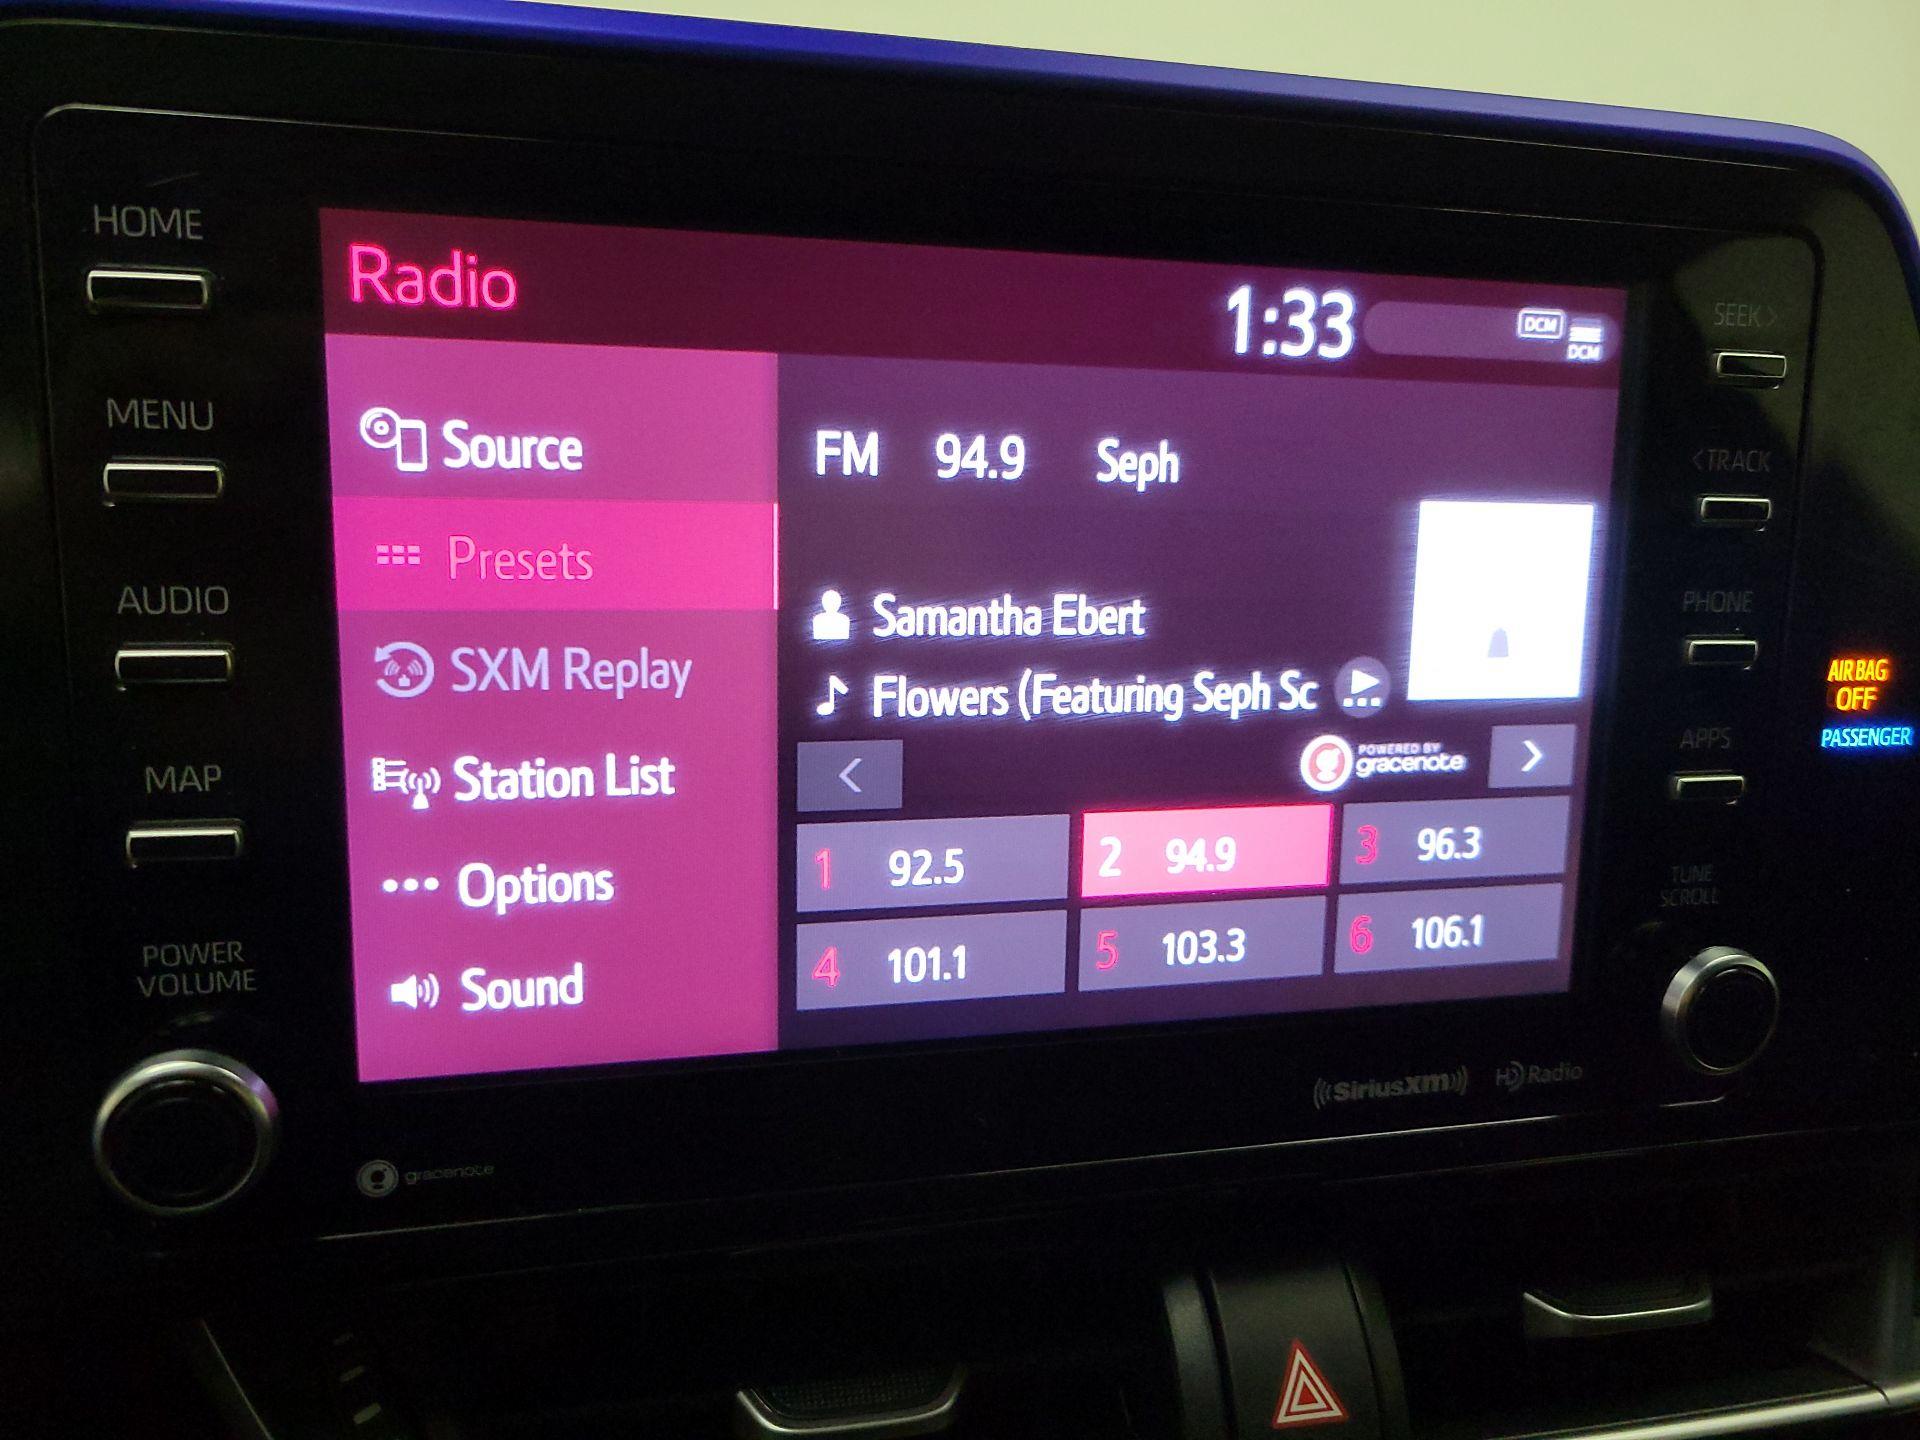 HOME
MENU
AUDIO
MAP
POWER
VOLUME
Radio
1:33
DCM
DCM
Source
Presets
SXM Replay
Station List
Options
Sound
FM 94.9 Seph
Samantha Ebert
Flowers (Featuring Seph Sc
POWERED BY
gracenote
1 92.5
2 94.9
3 96.3
4 101.1
5 103.3
6 106.1
SEEK >
< TRACK
PHONE
APPS
TUNE
SCROLL
AIR BAG
OFF
PASSENGER
((SiriusXM))
HD Radio
gracenote